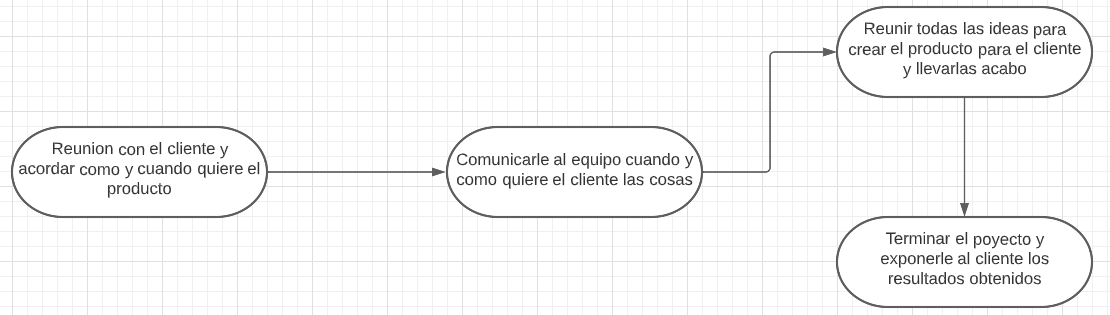 Reunion con el cliente y
acordar como y cuando quiere el
producto
Comunicarle al equipo cuando y
como quiere el cliente las cosas
Reunir todas las ideas para
crear el producto para el cliente
y llevarlas acabo
Terminar el poyecto y
exponerle al cliente los
resultados obtenidos